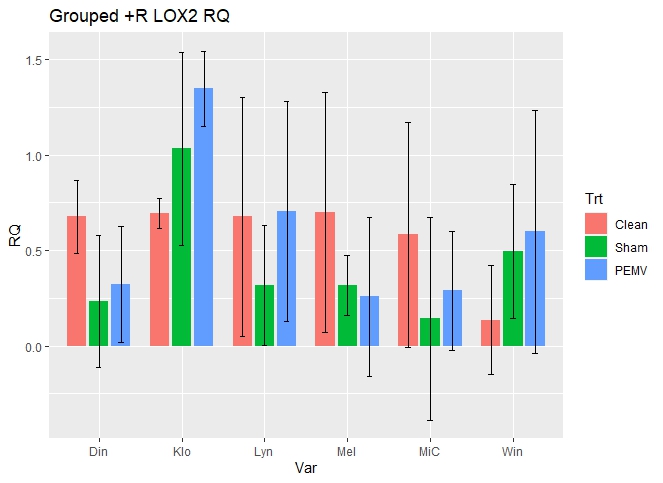 Grouped +R LOX2 RQ
1.5
1.0
0.5
0.0
RQ
Din Klo Lyn Mel MiC Win
Var
Trt
Clean
Sham
PEMV